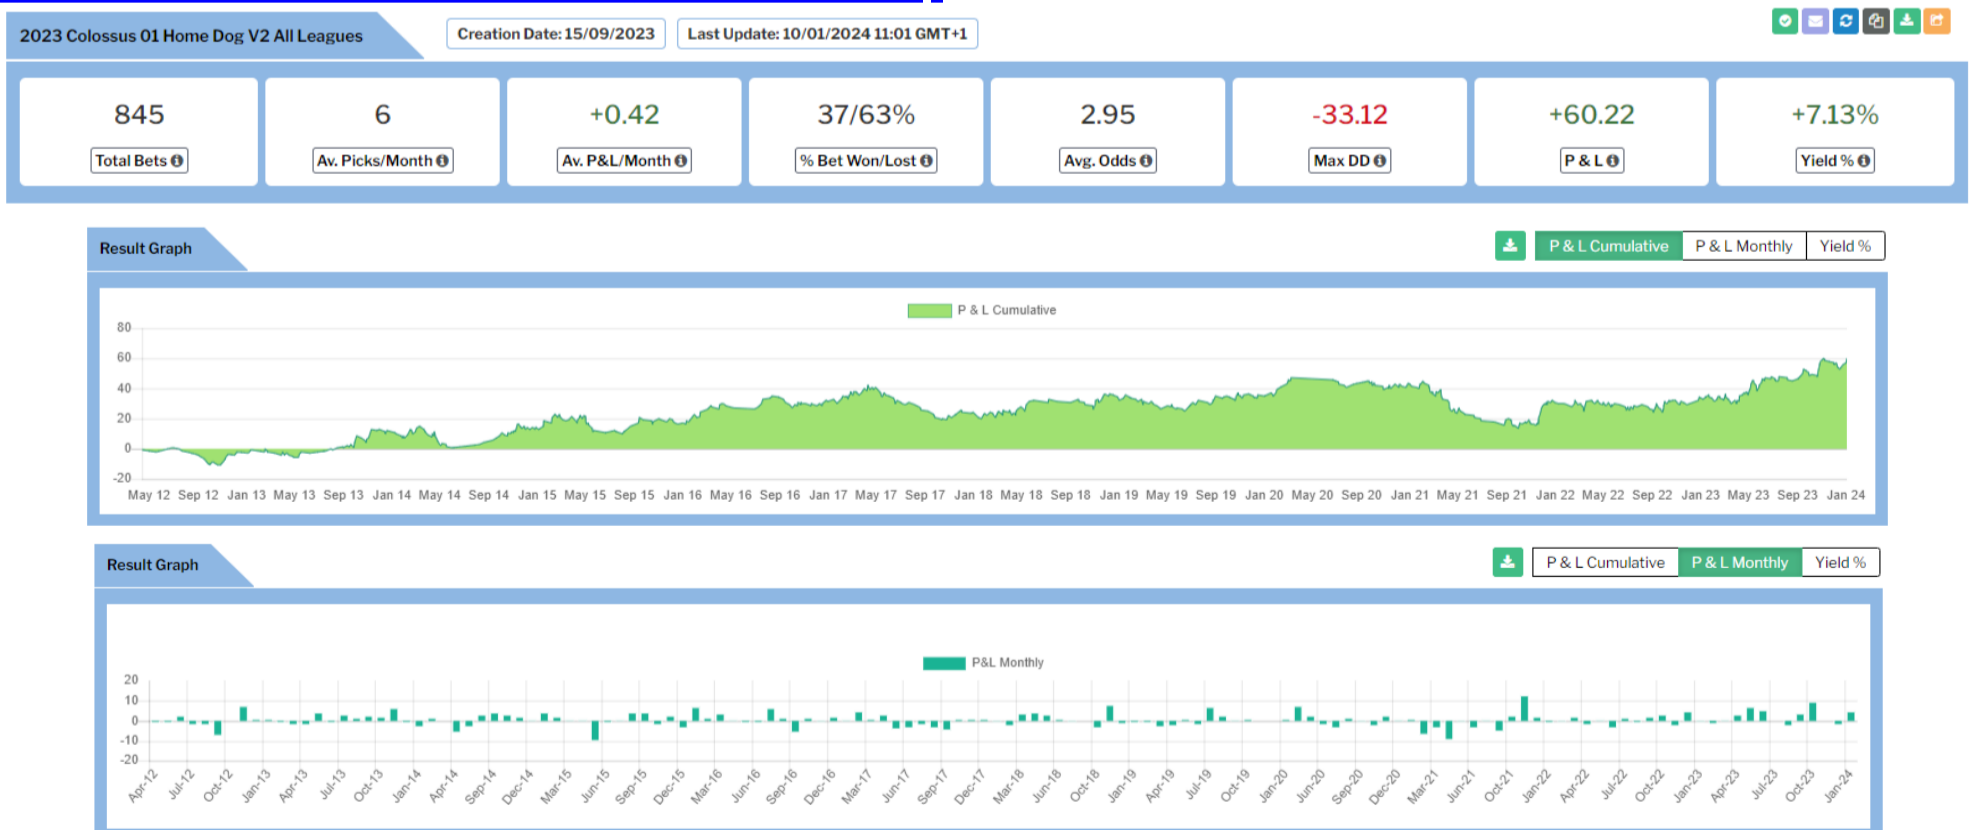 2023 Colossus 01 Home Dog V2 All Leagues
Creation Date: 15/09/2023
Last Update: 10/01/2024 11:01 GMT+1
845
Total Bets
6
Av. Picks/Month
+0.42
Av. P&L/Month
37/63%
% Bet Won/Lost
2.95
Avg. Odds
-33.12
Max DD
+60.22
P & L
+7.13%
Yield %
Result Graph
P & L Cumulative
P & L Monthly
Yield %
P & L Cumulative
80
60
40
20
0
-20
May 12 Sep 12 Jan 13 May 13 Sep 13 Jan 14 May 14 Sep 14 Jan 15 May 15 Sep 15 Jan 16 May 16 Sep 16 Jan 17 May 17 Sep 17 Jan 18 May 18 Sep 18 Jan 19 May 19 Sep 19 Jan 20 May 20 Sep 20 Jan 21 May 21 Sep 21 Jan 22 May 22 Sep 22 Jan 23 May 23 Sep 23 Jan 24
Result Graph
P & L Cumulative
P & L Monthly
Yield %
P&L Monthly
20
10
0
-10
-20
Apr-12 Jul-12 Oct-12 Jan-13 Apr-13 Jul-13 Oct-13 Jan-14 Apr-14 Sep-14 Dec-14 Mar-15 Jun-15 Sep-15 Dec-15 Mar-16 Jun-16 Sep-16 Dec-16 Mar-17 Jun-17 Sep-17 Dec-17 Mar-18 Jun-18 Oct-18 Jan-19 Apr-19 Jul-19 Oct-19 Jan-20 Jun-20 Sep-20 Dec-20 Mar-21 Jun-21 Oct-21 Jan-22 Apr-22 Jul-22 Oct-22 Jan-23 Apr-23 Jul-23 Oct-23 Jan-24